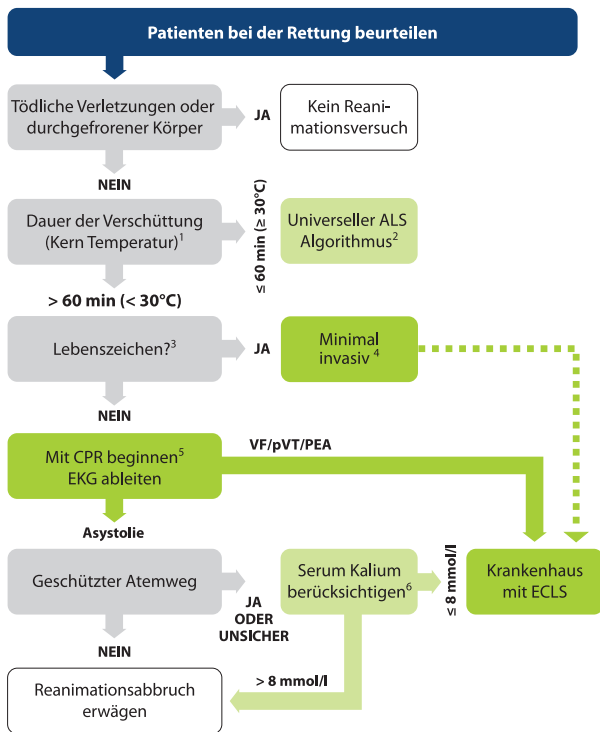 Patienten bei der Rettung beurteilen
Tödliche Verletzungen oder
durchgefrorener Körper
JA
Kein Reani-
mationsversuch
NEIN
Dauer der Verschüttung
(Kern Temperatur)¹
≤ 60 min (≥ 30°C)
Universeller ALS
Algorithmus²
> 60 min (< 30°C)
Lebenszeichen?³
JA
Minimal
invasiv ⁴
NEIN
Mit CPR beginnen⁵
EKG ableiten
VF/pVT/PEA
Asystolie
Geschützter Atemweg
JA
ODER
UNSICHER
Serum Kalium
berücksichtigen⁶
≤ 8 mmol/l
Krankenhaus
mit ECLS
NEIN
> 8 mmol/l
Reanimationsabbruch
erwägen